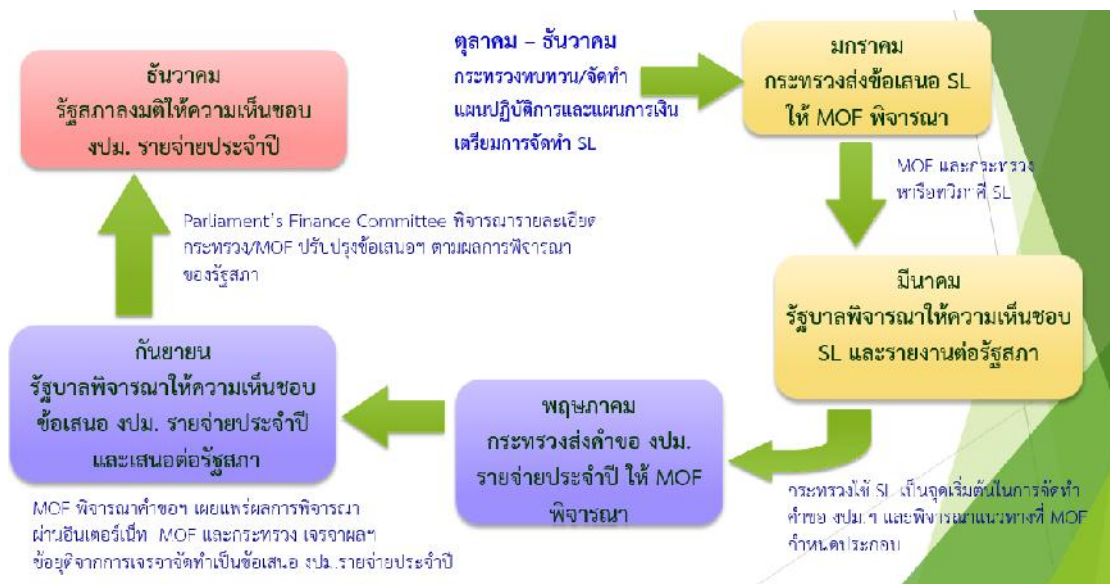 ตุลาคม – ธันวาคม
กระทรวงทบทวน/จัดทำ
แผนปฏิบัติการและแผนการเงิน
เตรียมการจัดทำ SL
มกราคม
กระทรวงส่งข้อเสนอ SL
ให้ MOF พิจารณา
MOF และกระทรวง
หารือทวิภาคี SL
มีนาคม
รัฐบาลพิจารณาให้ความเห็นชอบ
SL และรายงานต่อรัฐสภา
กระทรวงใช้ SL เป็นจุดเริ่มต้นในการจัดทำ
คำขอ งปม.ฯ และพิจารณาแนวทางที่ MOF
กำหนดประกอบ
พฤษภาคม
กระทรวงส่งคำขอ งปม.
รายจ่ายประจำปี ให้ MOF
พิจารณา
MOF พิจารณาคำขอฯ เผยแพร่ผลการพิจารณา
ผ่านอินเตอร์เน็ท MOF และกระทรวง เจรจาผลฯ
ข้อยุติจากการเจรจาจัดทำเป็นข้อเสนอ งปม.รายจ่ายประจำปี
กันยายน
รัฐบาลพิจารณาให้ความเห็นชอบ
ข้อเสนอ งปม. รายจ่ายประจำปี
และเสนอต่อรัฐสภา
Parliament's Finance Committee พิจารณารายละเอียด
กระทรวง/MOF ปรับปรุงข้อเสนอฯ ตามผลการพิจารณา
ของรัฐสภา
ธันวาคม
รัฐสภาลงมติให้ความเห็นชอบ
งปม. รายจ่ายประจำปี